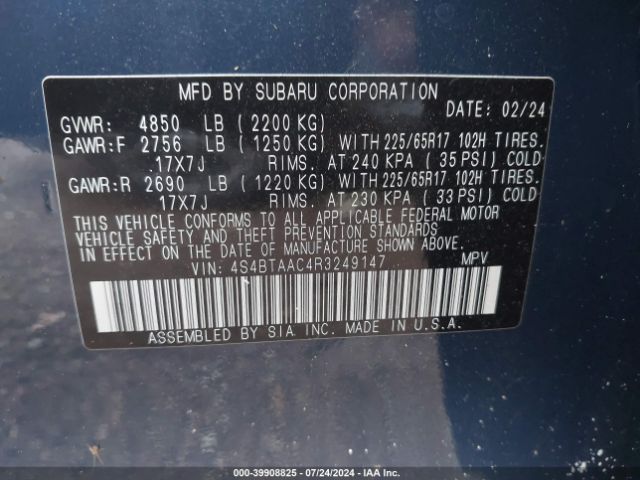 MFD BY SUBARU CORPORATION
DATE: 02/24
GVWR: 4850 LB (2200 KG)
GAWR:F 2756 LB (1250 KG) WITH 225/65R17 102H TIRES.
17X7J RIMS. AT 240 KPA (35 PSI) COLD
GAWR:R 2690 LB (1220 KG) WITH 225/65R17 102H TIRES.
17X7J RIMS. AT 230 KPA (33 PSI) COLD
THIS VEHICLE CONFORMS TO ALL APPLICABLE FEDERAL MOTOR
VEHICLE SAFETY AND THEFT PREVENTION STANDARDS
IN EFFECT ON THE DATE OF MANUFACTURE SHOWN ABOVE.
VIN: 4S4BTAAC4R3249147 MPV
ASSEMBLED BY SIA INC. MADE IN U.S.A.
000-39908825 - 07/24/2024 - IAA Inc.